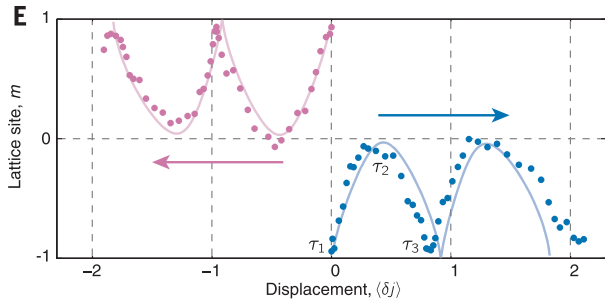 E
1
Lattice site, m
0
τ₂
τ₁
τ₃
-1
−2
−1
0
1
2
Displacement, ⟨δj⟩